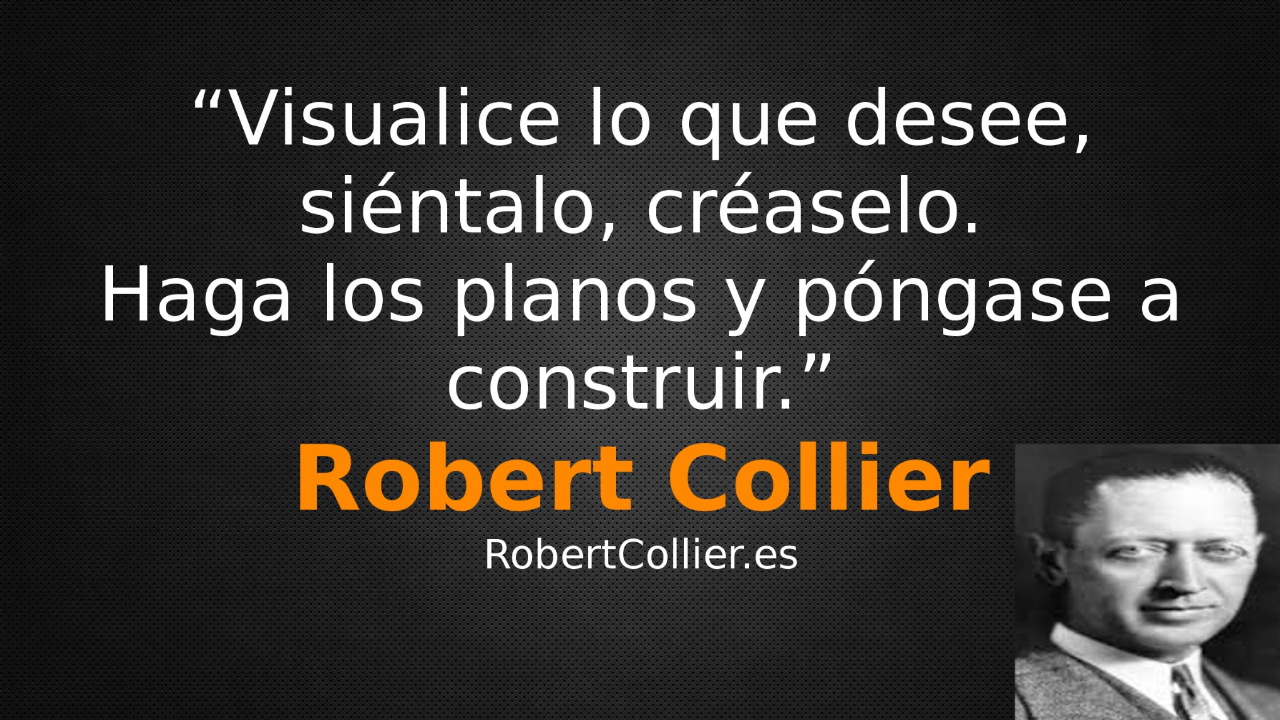 “Visualice lo que desee,
siéntalo, créaselo.
Haga los planos y póngase a
construir.”
Robert Collier
RobertCollier.es